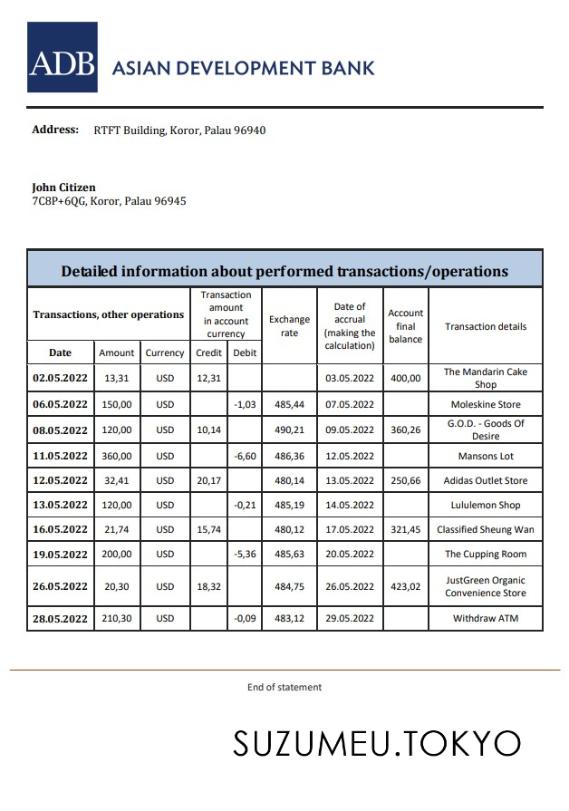 ADB ASIAN DEVELOPMENT BANK
Address: RTFT Building, Koror, Palau 96940
John Citizen
7C8P+6QG, Koror, Palau 96945
Detailed information about performed transactions/operations
Transactions, other operations
Transaction
amount
in account
currency
Exchange
rate
Date of
accrual
(making the
calculation)
Account
final
balance
Transaction details
Date Amount Currency Credit Debit
02.05.2022 13,31 USD 12,31 03.05.2022 400,00 The Mandarin Cake
Shop
06.05.2022 150,00 USD -1,03 485,44 07.05.2022 Moleskine Store
08.05.2022 120,00 USD 10,14 490,21 09.05.2022 360,26 G.O.D. - Goods Of
Desire
11.05.2022 360,00 USD -6,60 486,36 12.05.2022 Mansons Lot
12.05.2022 32,41 USD 20,17 480,14 13.05.2022 250,66 Adidas Outlet Store
13.05.2022 120,00 USD -0,21 485,19 14.05.2022 Lululemon Shop
16.05.2022 21,74 USD 15,74 480,12 17.05.2022 321,45 Classified Sheung Wan
19.05.2022 200,00 USD -5,36 485,63 20.05.2022 The Cupping Room
26.05.2022 20,30 USD 18,32 484,75 26.05.2022 423,02 JustGreen Organic
Convenience Store
28.05.2022 210,30 USD -0,09 483,12 29.05.2022 Withdraw ATM
End of statement
SUZUMEU.TOKYO